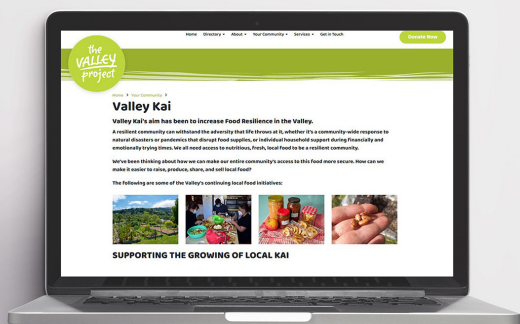 Home Directory About Your Community Services Get in Touch
Donate Now
the
VALLEY
project
Home > Your Community >
Valley Kai
Valley Kai's aim has been to increase Food Resilience in the Valley.
A resilient community can withstand the adversity that life throws at it, whether it's a community-wide response to
natural disasters or pandemics that disrupt food supplies, or individual household support during financially and
emotionally trying times. We all need access to nutritious, fresh, local food to be a resilient community.
We've been thinking about how we can make our entire community's access to this food more secure. How can we
make it easier to raise, produce, share, and sell local food?
The following are some of the Valley's continuing local Food Initiatives:
SUPPORTING THE GROWING OF LOCAL KAI